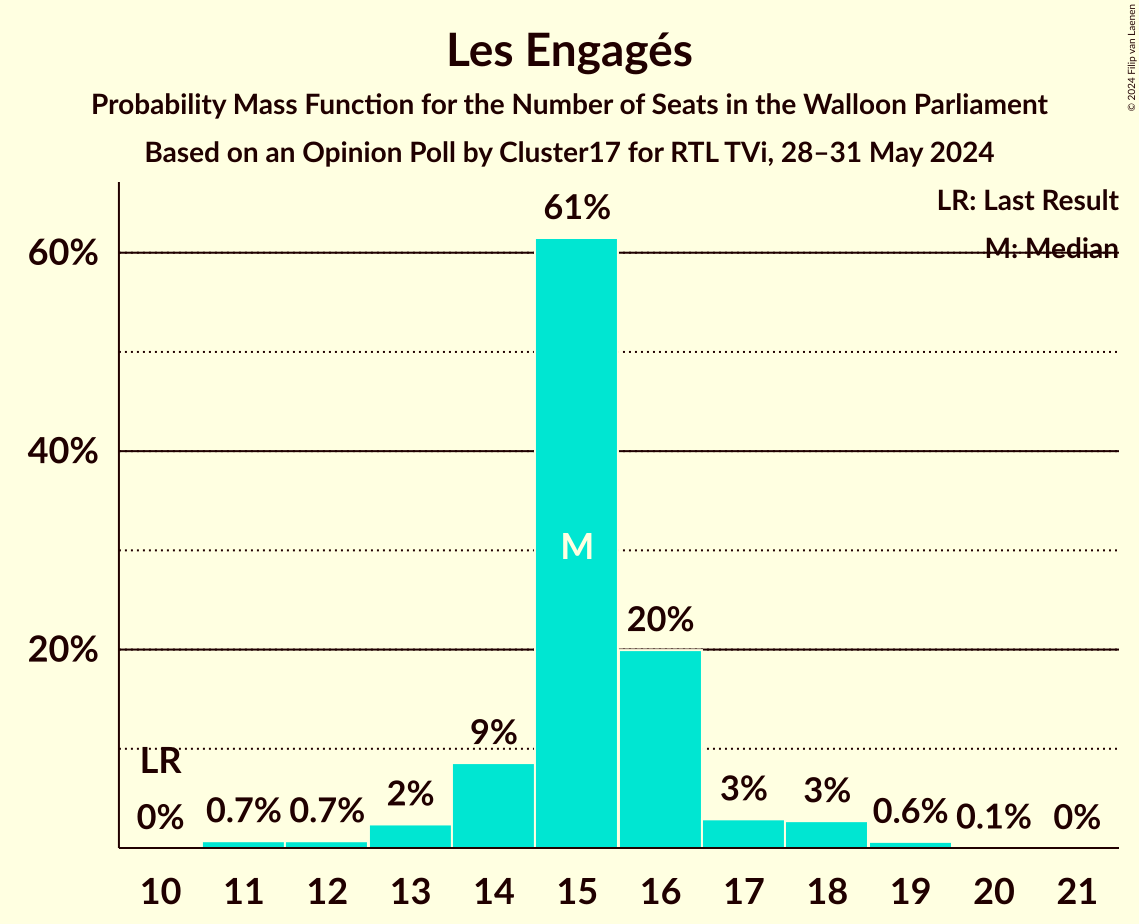 Les Engagés
Probability Mass Function for the Number of Seats in the Walloon Parliament
Based on an Opinion Poll by Cluster17 for RTL TVi, 28–31 May 2024
© 2024 Filip van Laenen
LR: Last Result
M: Median
61%
60%
40%
M
20%
20%
9%
LR
2%
3%
3%
0%
0.7%
0.7%
0.6%
0.1%
0%
10 11 12 13 14 15 16 17 18 19 20 21